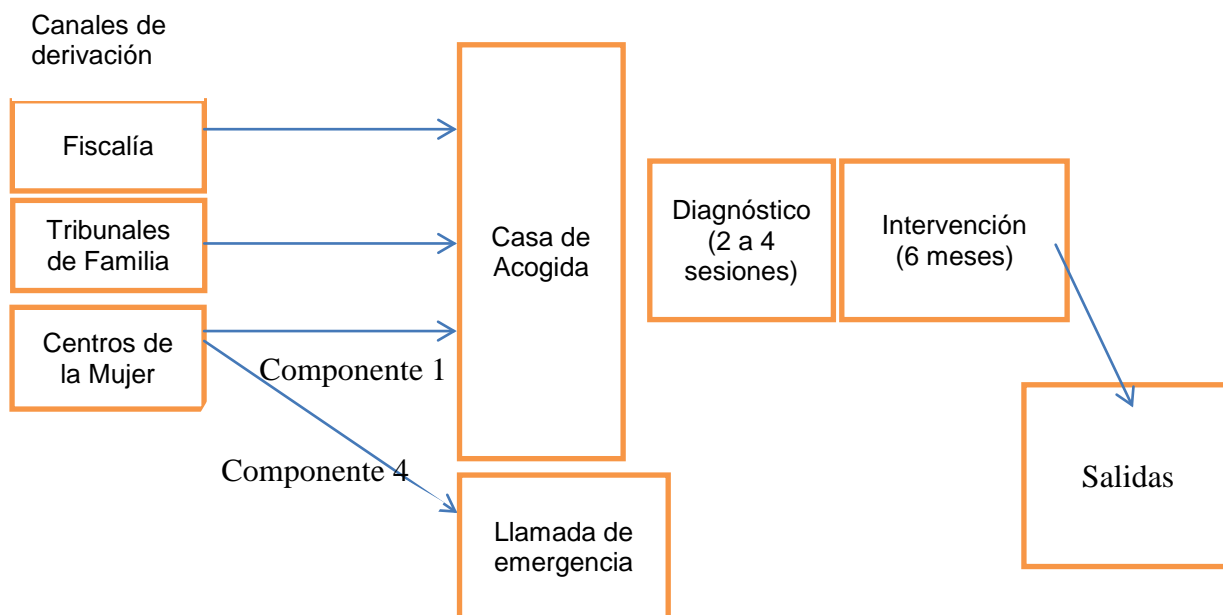 Canales de
derivación
Fiscalía
Tribunales
de Familia
Centros de
la Mujer
Componente 1
Componente 4
Casa de
Acogida
Llamada de
emergencia
Diagnóstico
(2 a 4
sesiones)
Intervención
(6 meses)
Salidas